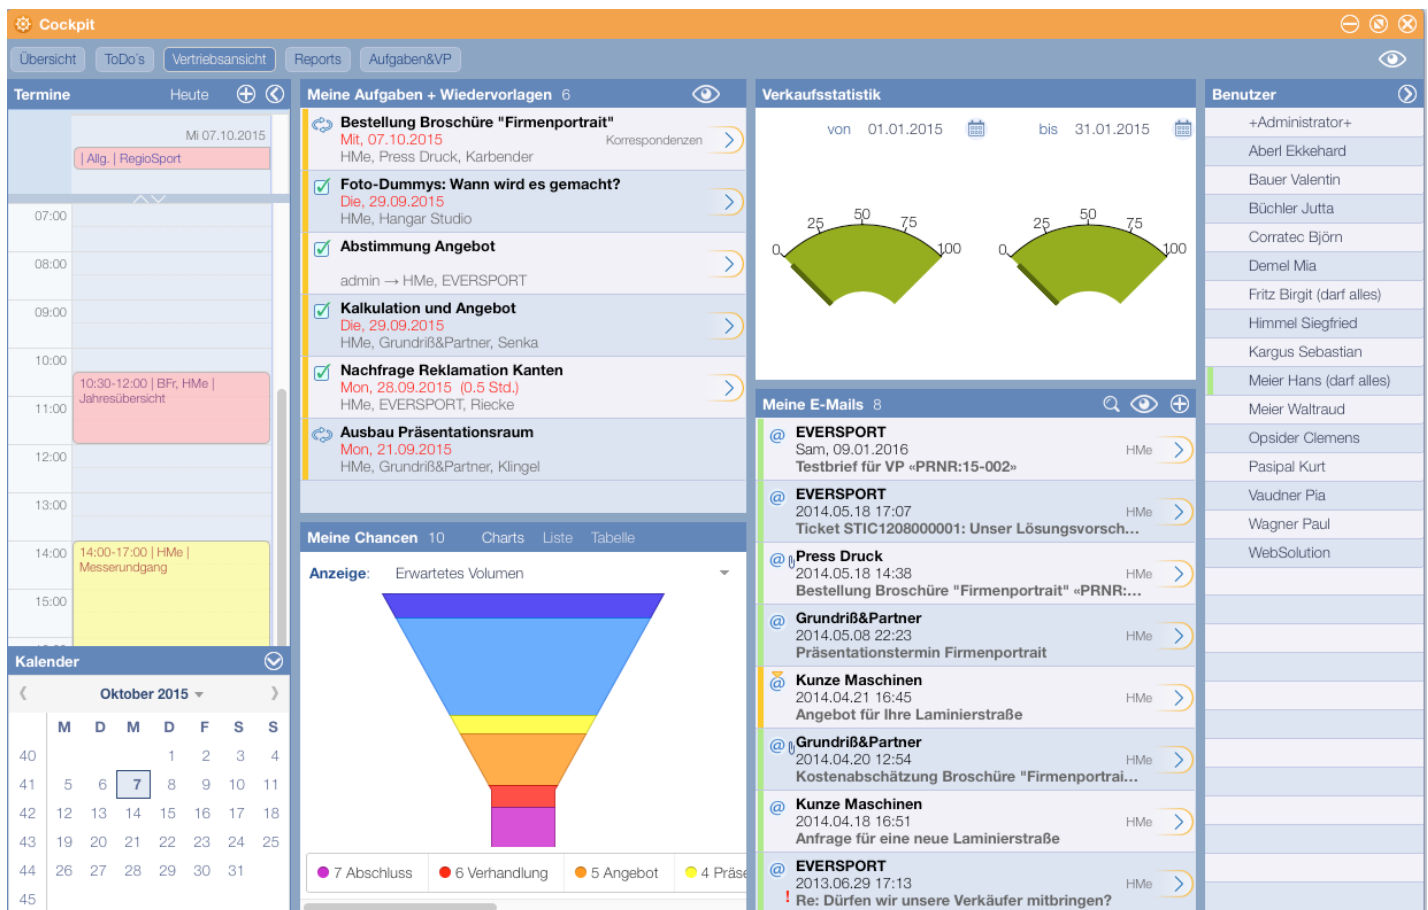 Cockpit
Übersicht
ToDo´s
Vertriebsansicht
Reports
Aufgaben&VP
Termine
Heute
Mi 07.10.2015
| Allg. | RegioSport
07:00
08:00
09:00
10:00
10:30-12:00 | BFr, HMe |
Jahresübersicht
11:00
12:00
13:00
14:00
14:00-17:00 | HMe |
Messerundgang
15:00
Kalender
Oktober 2015
M D M D F S S
40 1 2 3 4
41 5 6 7 8 9 10 11
42 12 13 14 15 16 17 18
43 19 20 21 22 23 24 25
44 26 27 28 29 30 31
45
Meine Aufgaben + Wiedervorlagen 6
Bestellung Broschüre "Firmenportrait"
Mit, 07.10.2015
Korrespondenzen
HMe, Press Druck, Karbender
Foto-Dummys: Wann wird es gemacht?
Die, 29.09.2015
HMe, Hangar Studio
Abstimmung Angebot
admin → HMe, EVERSPORT
Kalkulation und Angebot
Die, 29.09.2015
HMe, Grundriß&Partner, Senka
Nachfrage Reklamation Kanten
Mon, 28.09.2015 (0.5 Std.)
HMe, EVERSPORT, Riecke
Ausbau Präsentationsraum
Mon, 21.09.2015
HMe, Grundriß&Partner, Klingel
Meine Chancen 10
Charts
Liste
Tabelle
Anzeige: Erwartetes Volumen
7 Abschluss
6 Verhandlung
5 Angebot
4 Präse
Verkaufsstatistik
von 01.01.2015
bis 31.01.2015
0 25 50 75 100
0 25 50 75 100
Meine E-Mails 8
@ EVERSPORT
Sam, 09.01.2016
HMe
Testbrief für VP «PRNR:15-002»
@ EVERSPORT
2014.05.18 17:07
HMe
Ticket STIC1208000001: Unser Lösungsvorsch...
@ Press Druck
2014.05.18 14:38
HMe
Bestellung Broschüre "Firmenportrait" «PRNR:...
@ Grundriß&Partner
2014.05.08 22:23
HMe
Präsentationstermin Firmenportrait
@ Kunze Maschinen
2014.04.21 16:45
HMe
Angebot für Ihre Laminierstraße
@ Grundriß&Partner
2014.04.20 12:54
HMe
Kostenabschätzung Broschüre "Firmenportrai...
@ Kunze Maschinen
2014.04.18 16:51
HMe
Anfrage für eine neue Laminierstraße
@ EVERSPORT
2013.06.29 17:13
HMe
! Re: Dürfen wir unsere Verkäufer mitbringen?
Benutzer
+Administrator+
Aberl Ekkehard
Bauer Valentin
Büchler Jutta
Corratec Björn
Demel Mia
Fritz Birgit (darf alles)
Himmel Siegfried
Kargus Sebastian
Meier Hans (darf alles)
Meier Waltraud
Opsider Clemens
Pasipal Kurt
Vaudner Pia
Wagner Paul
WebSolution